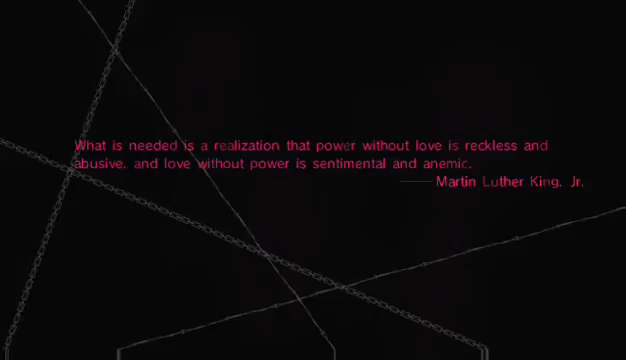 What is needed is a realization that power without love is reckless and
abusive, and love without power is sentimental and anemic.
—— Martin Luther King, Jr.